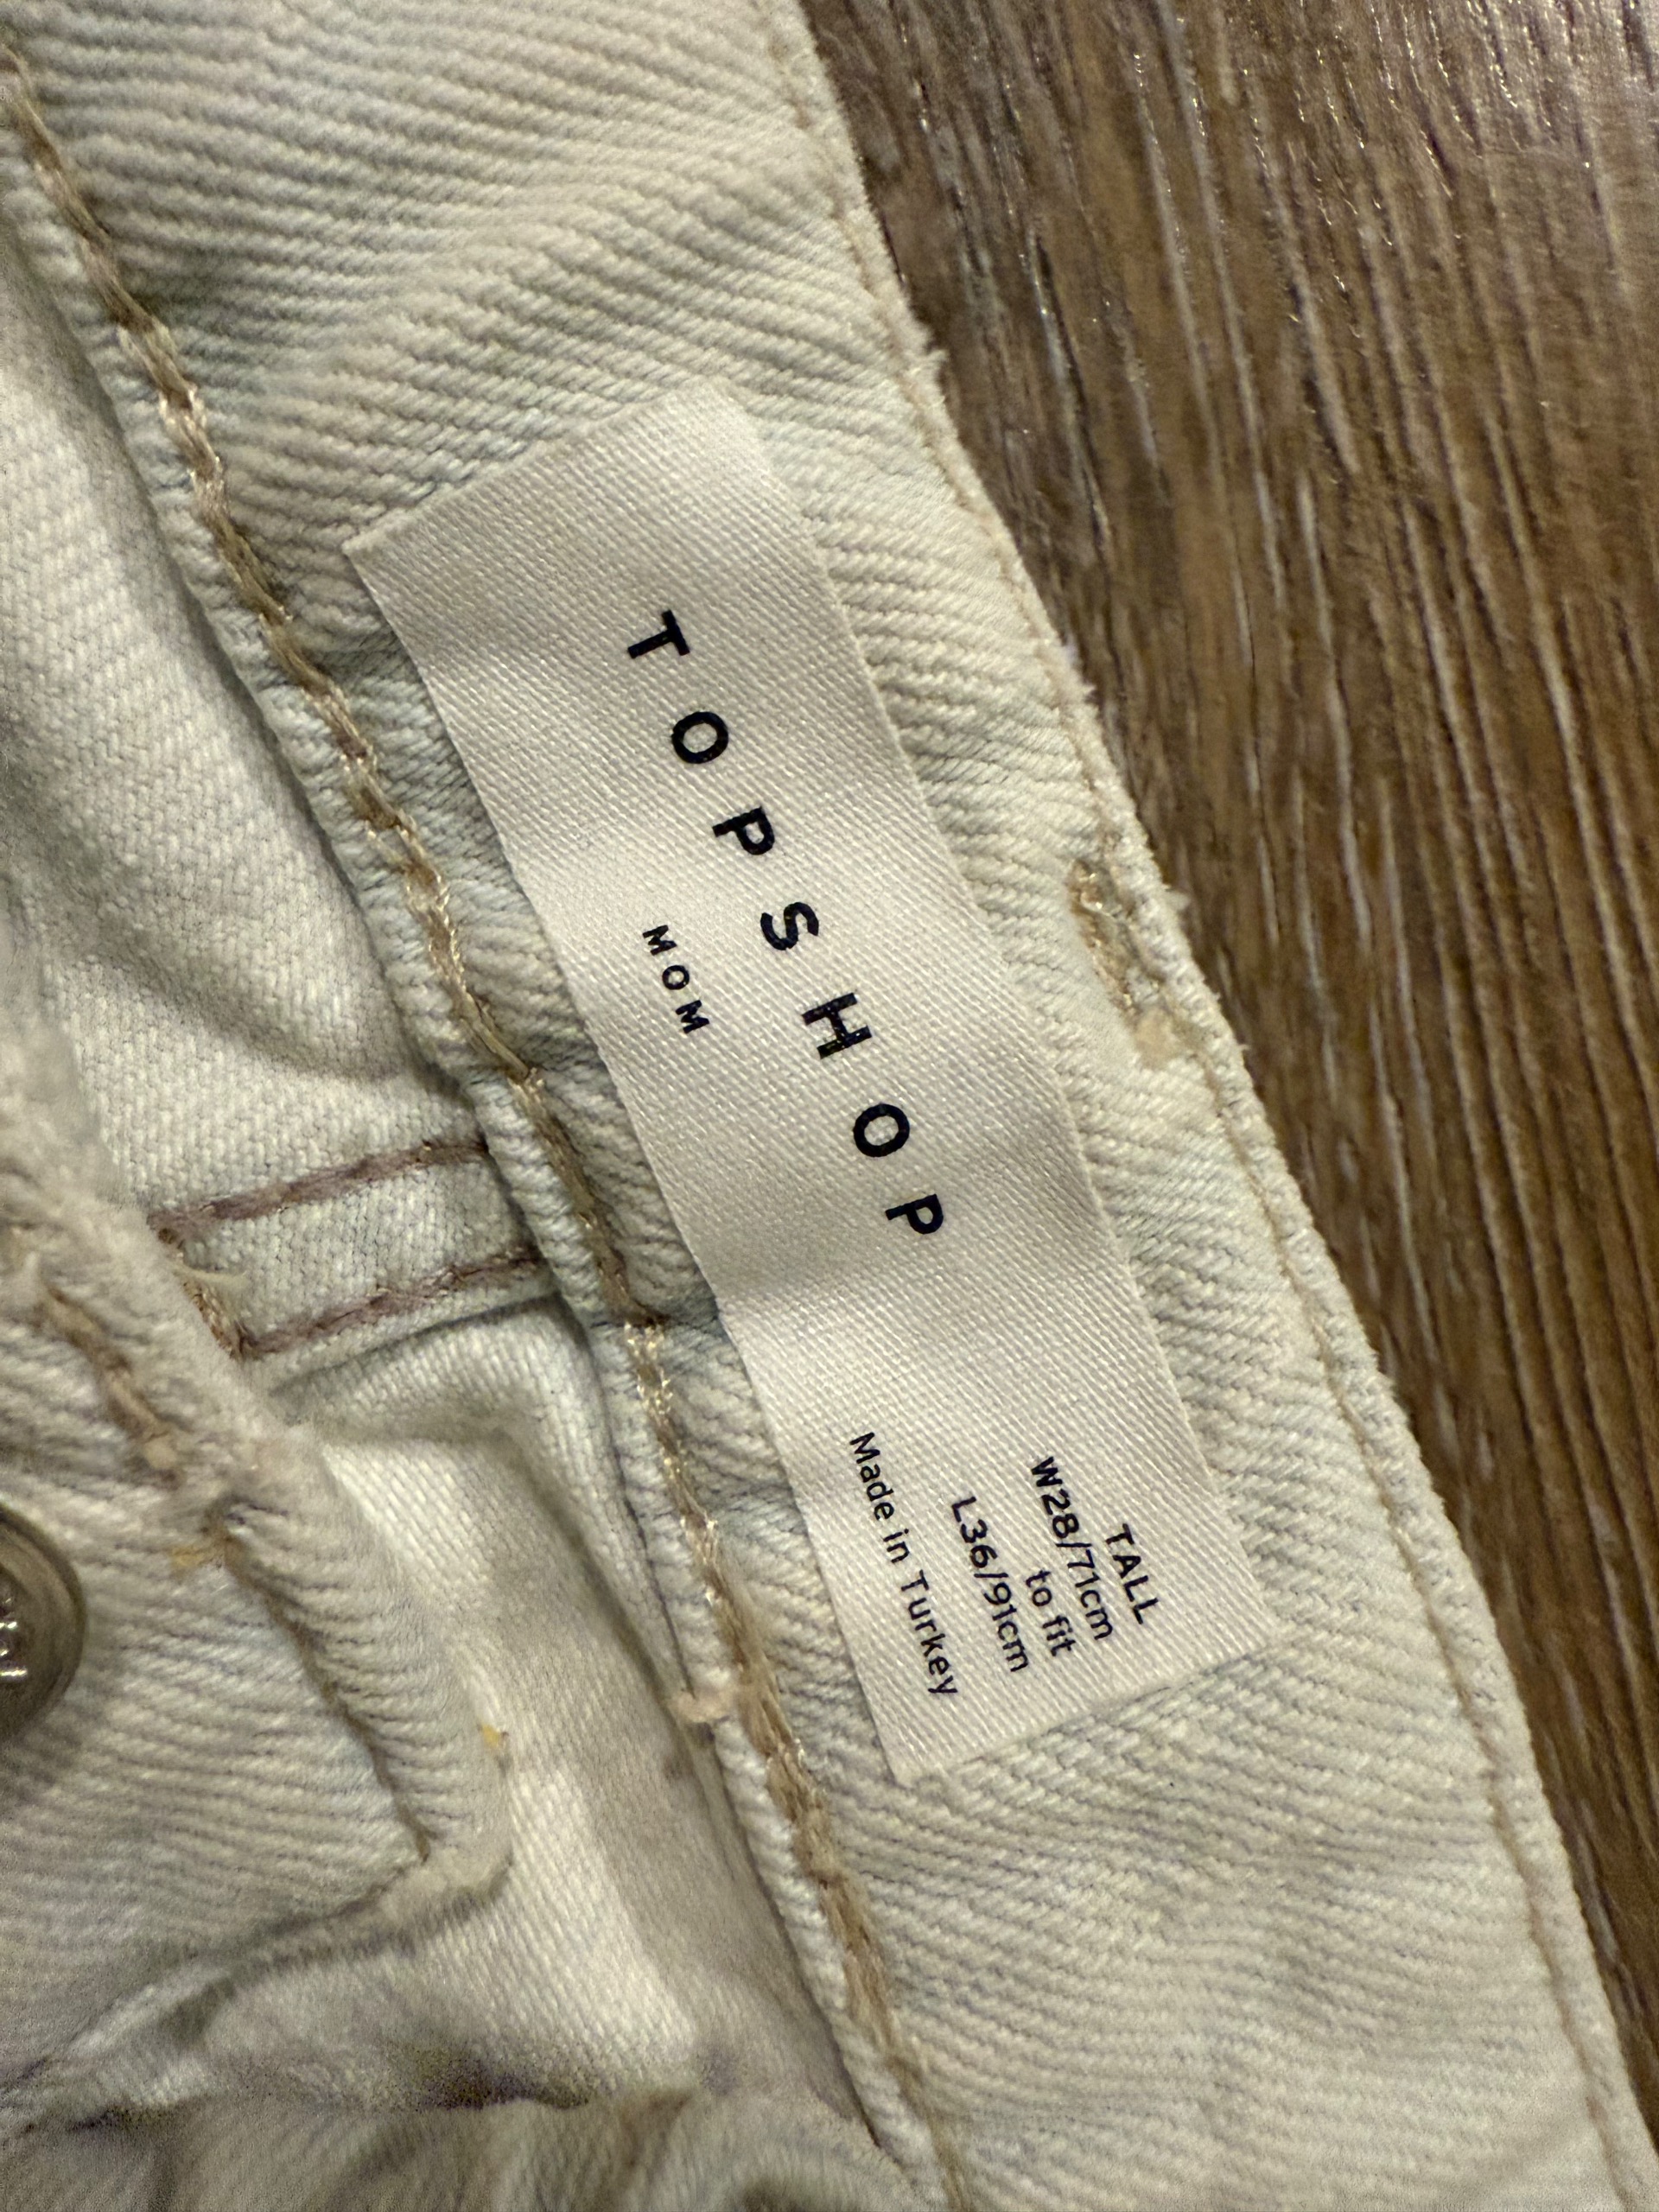 TOPSHOP
MOM
TALL
W28/71cm
to fit
L36/91cm
Made in Turkey